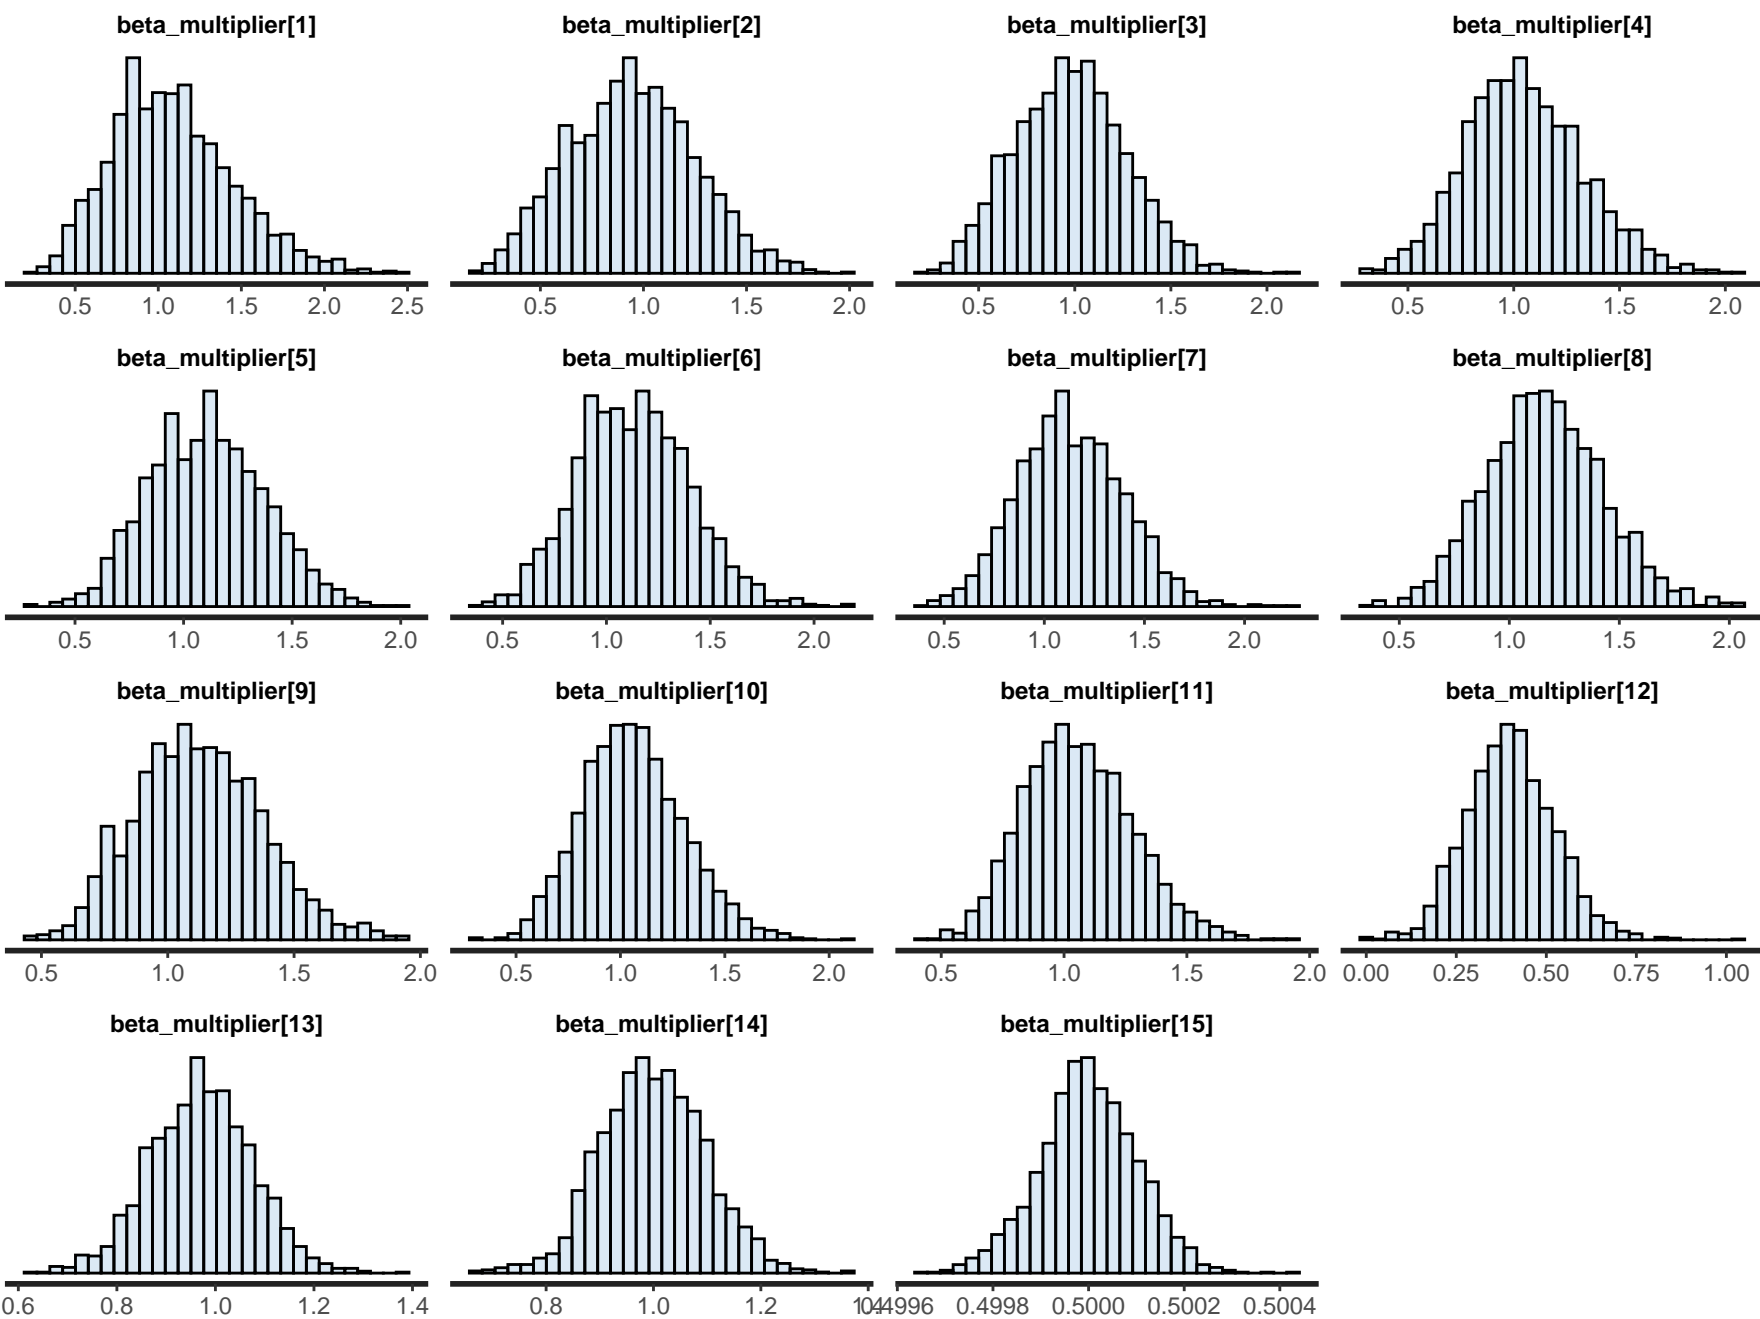 beta_multiplier[1] beta_multiplier[2] beta_multiplier[3] beta_multiplier[4]
0.5 1.0 1.5 2.0 2.5 0.5 1.0 1.5 2.0 0.5 1.0 1.5 2.0 0.5 1.0 1.5 2.0
beta_multiplier[5] beta_multiplier[6] beta_multiplier[7] beta_multiplier[8]
0.5 1.0 1.5 2.0 0.5 1.0 1.5 2.0 0.5 1.0 1.5 2.0 0.5 1.0 1.5 2.0
beta_multiplier[9] beta_multiplier[10] beta_multiplier[11] beta_multiplier[12]
0.5 1.0 1.5 2.0 0.5 1.0 1.5 2.0 0.5 1.0 1.5 2.0 0.00 0.25 0.50 0.75 1.00
beta_multiplier[13] beta_multiplier[14] beta_multiplier[15]
0.6 0.8 1.0 1.2 1.4 0.8 1.0 1.2 0.4998 0.5000 0.5002 0.5004